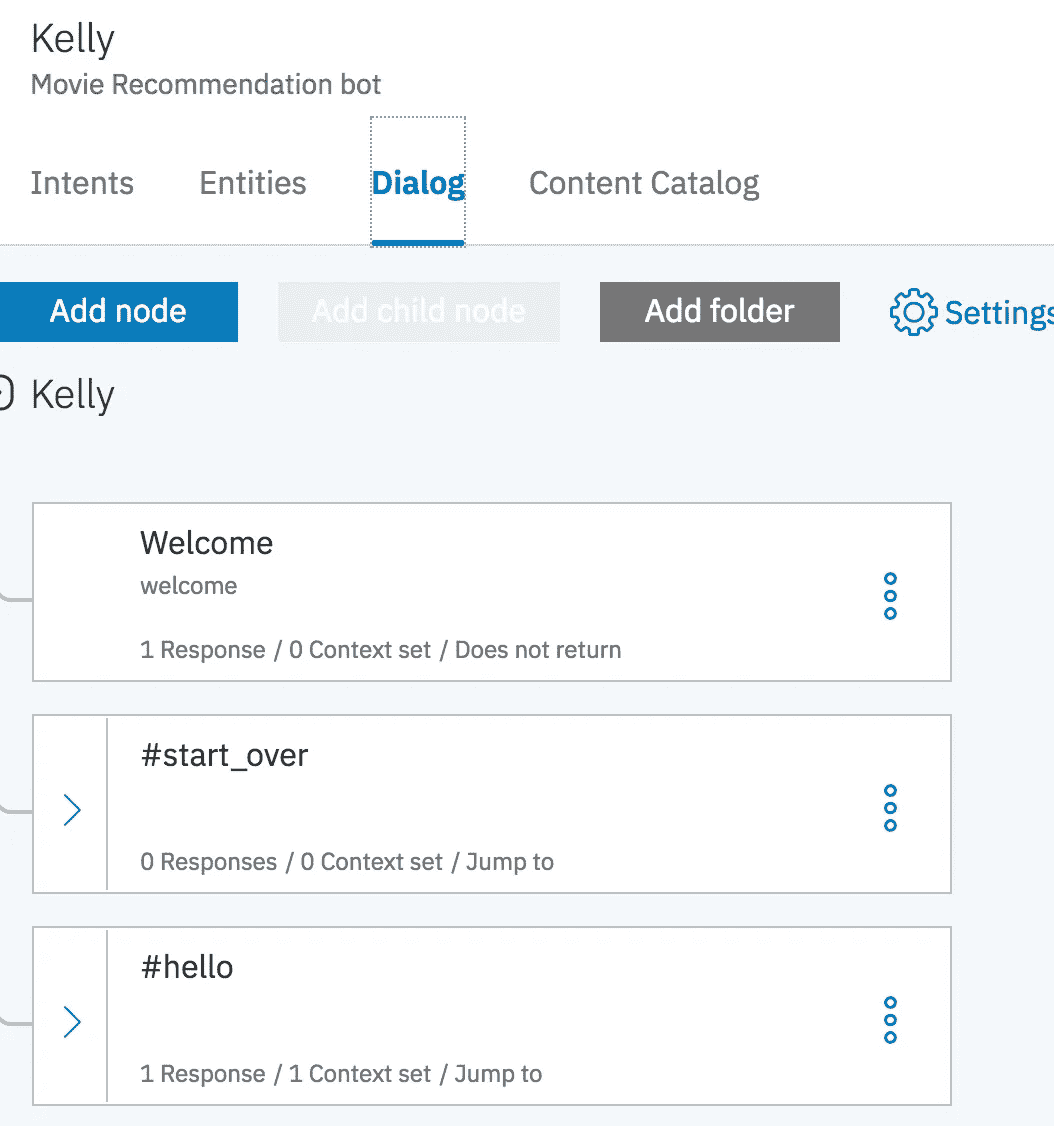 Kelly
Movie Recommendation bot
Intents Entities Dialog Content Catalog
Add node Add child node Add folder Settings
Kelly
Welcome
welcome
1 Response / 0 Context set / Does not return
#start_over
0 Responses / 0 Context set / Jump to
#hello
1 Response / 1 Context set / Jump to